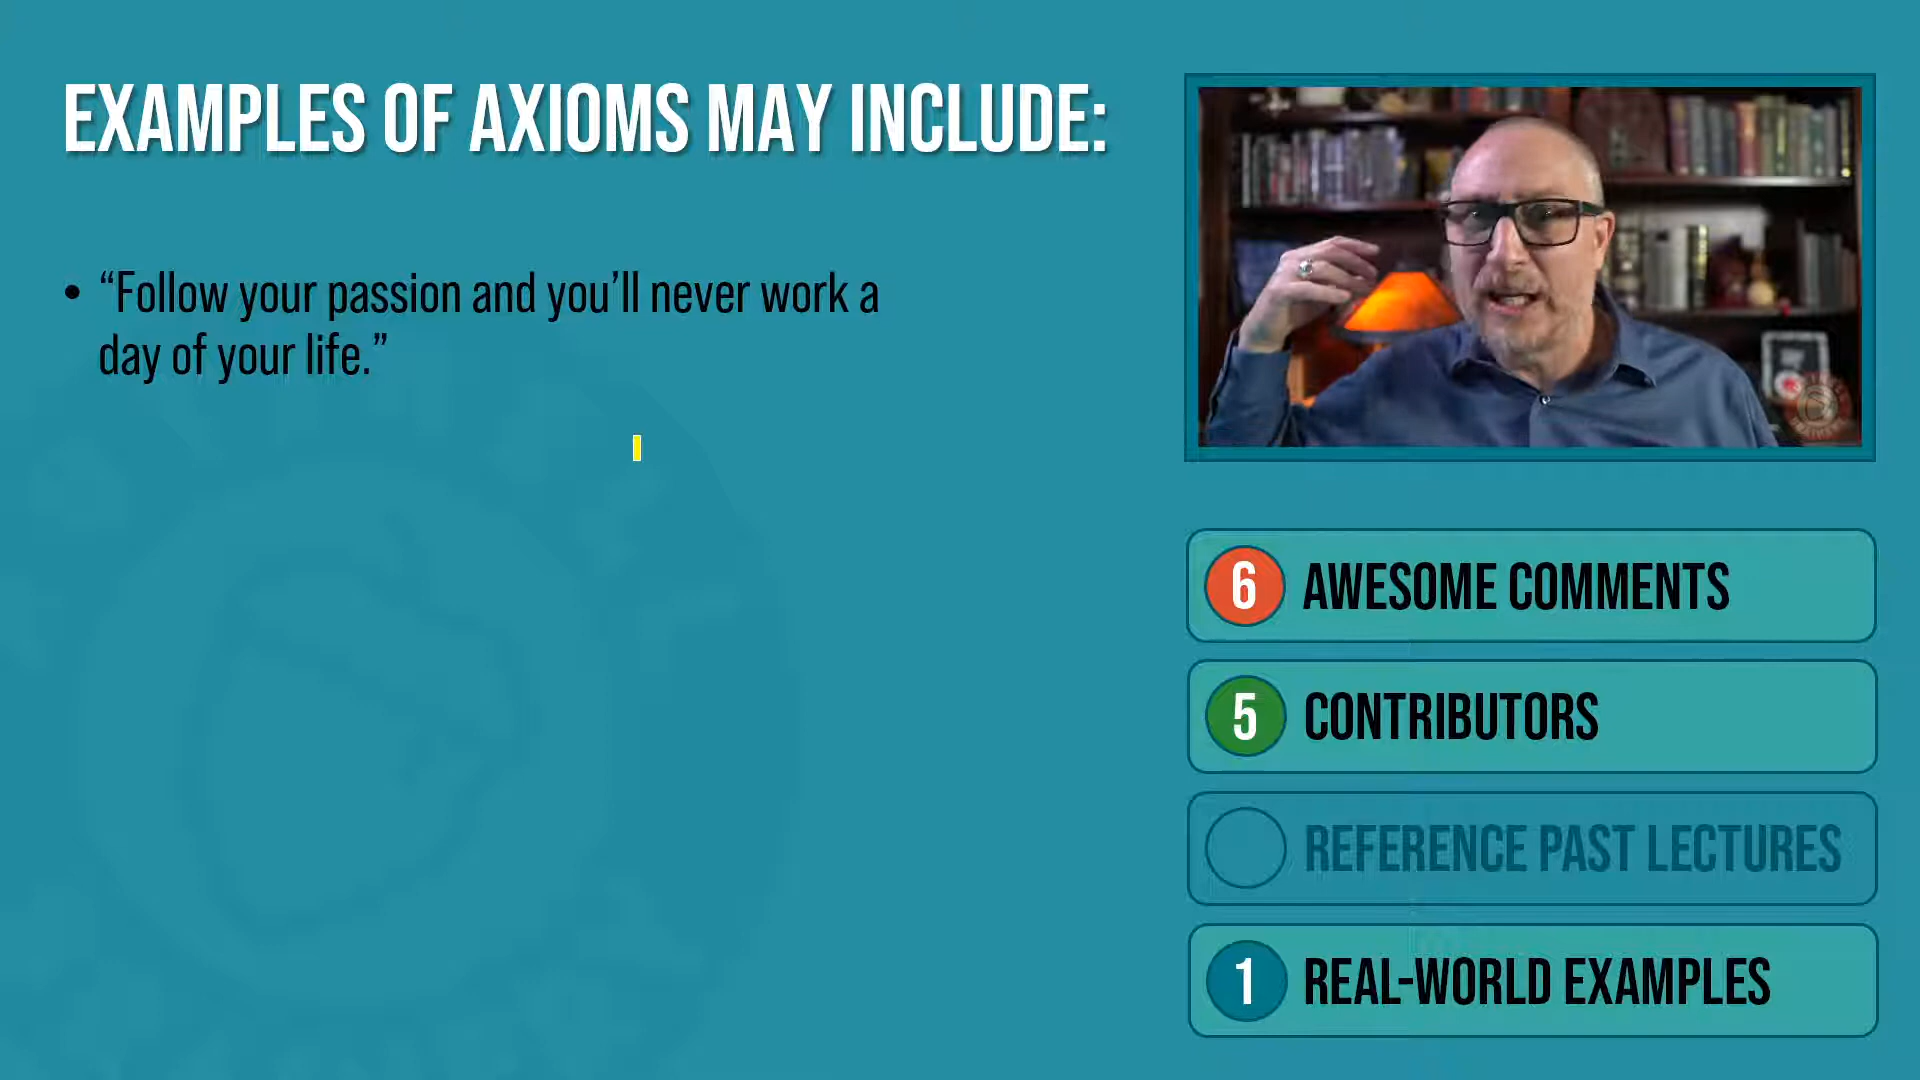 EXAMPLES OF AXIOMS MAY INCLUDE:
• “Follow your passion and you’ll never work a
day of your life.”
6 AWESOME COMMENTS
5 CONTRIBUTORS
REFERENCE PAST LECTURES
1 REAL-WORLD EXAMPLES